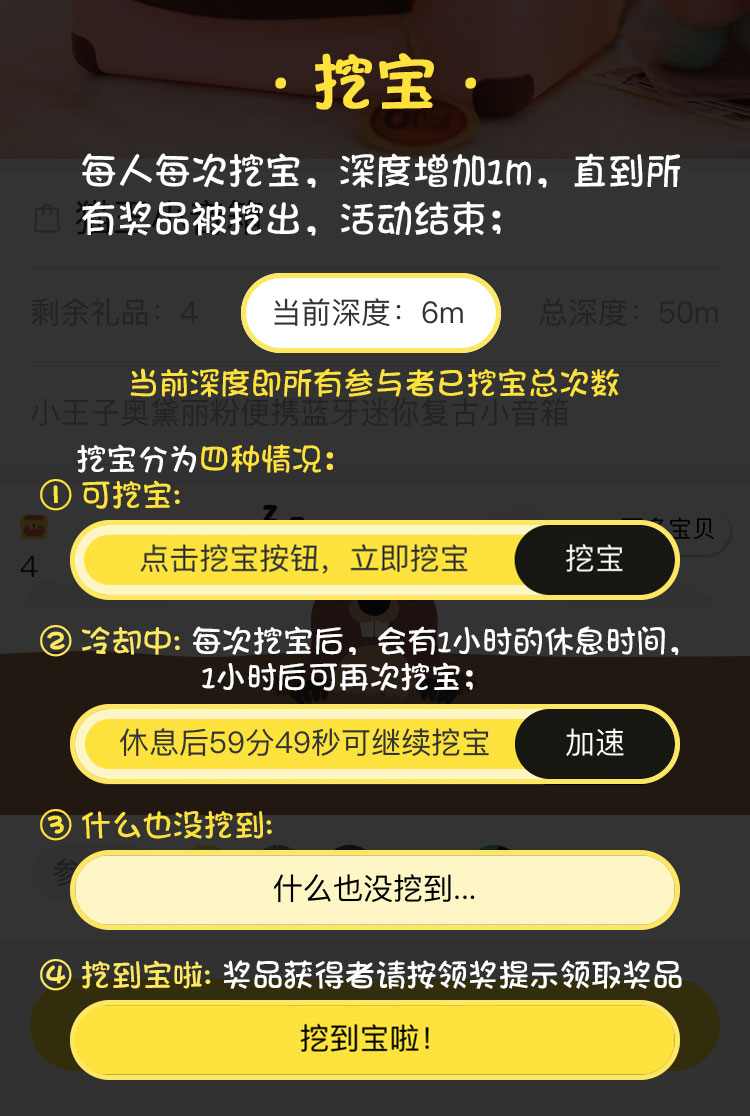 · 挖宝 ·
每人每次挖宝，深度增加1m，直到所
有奖品被挖出，活动结束；
剩余礼品：4
当前深度：6m
总深度：50m
当前深度即所有参与者已挖宝总次数
小王子奥黛丽粉便携蓝牙迷你复古小音箱
挖宝分为四种情况：
① 可挖宝:
宝贝
4
点击挖宝按钮，立即挖宝
挖宝
② 冷却中: 每次挖宝后，会有1小时的休息时间，
1小时后可再次挖宝；
休息后59分49秒可继续挖宝
加速
③ 什么也没挖到:
什么也没挖到...
④ 挖到宝啦: 奖品获得者请按领奖提示领取奖品
挖到宝啦！